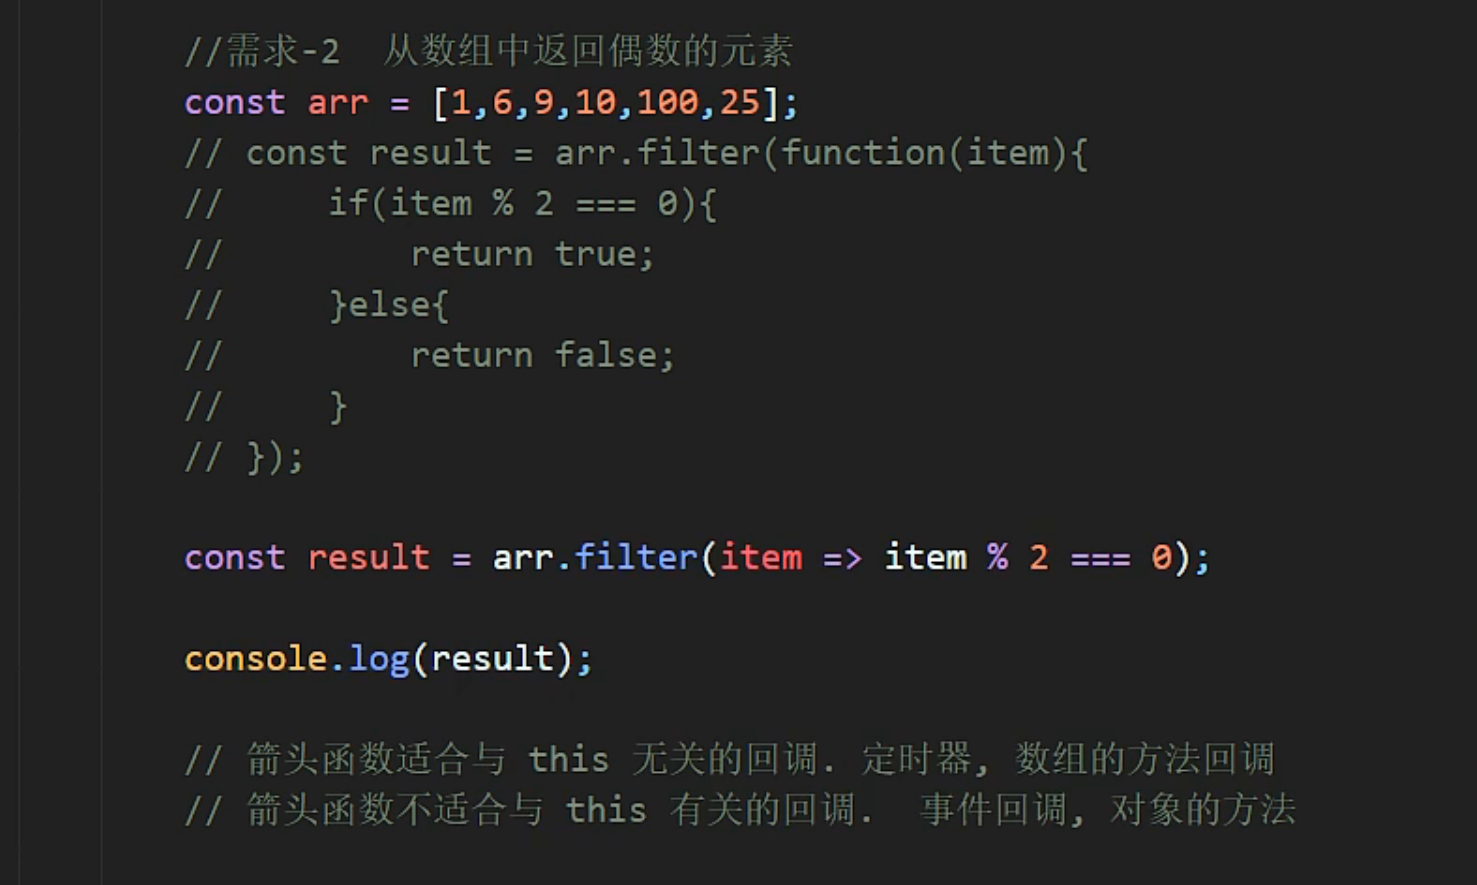 //需求-2  从数组中返回偶数的元素
const arr = [1,6,9,10,100,25];
// const result = arr.filter(function(item){
//     if(item % 2 === 0){
//         return true;
//     }else{
//         return false;
//     }
// });
const result = arr.filter(item => item % 2 === 0);
console.log(result);
// 箭头函数适合与 this 无关的回调. 定时器, 数组的方法回调
// 箭头函数不适合与 this 有关的回调.  事件回调, 对象的方法